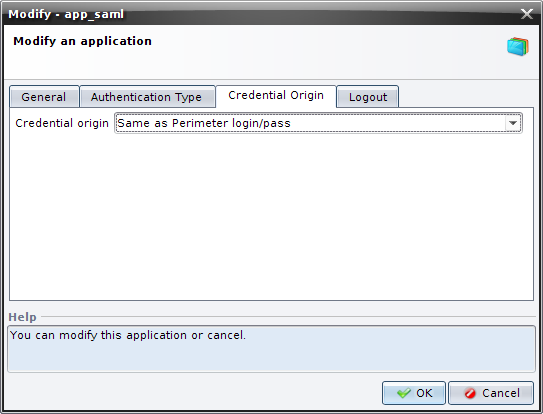 Modify - app_saml
Modify an application
General Authentication Type Credential Origin Logout
Credential origin Same as Perimeter login/pass
Help
You can modify this application or cancel.
OK Cancel